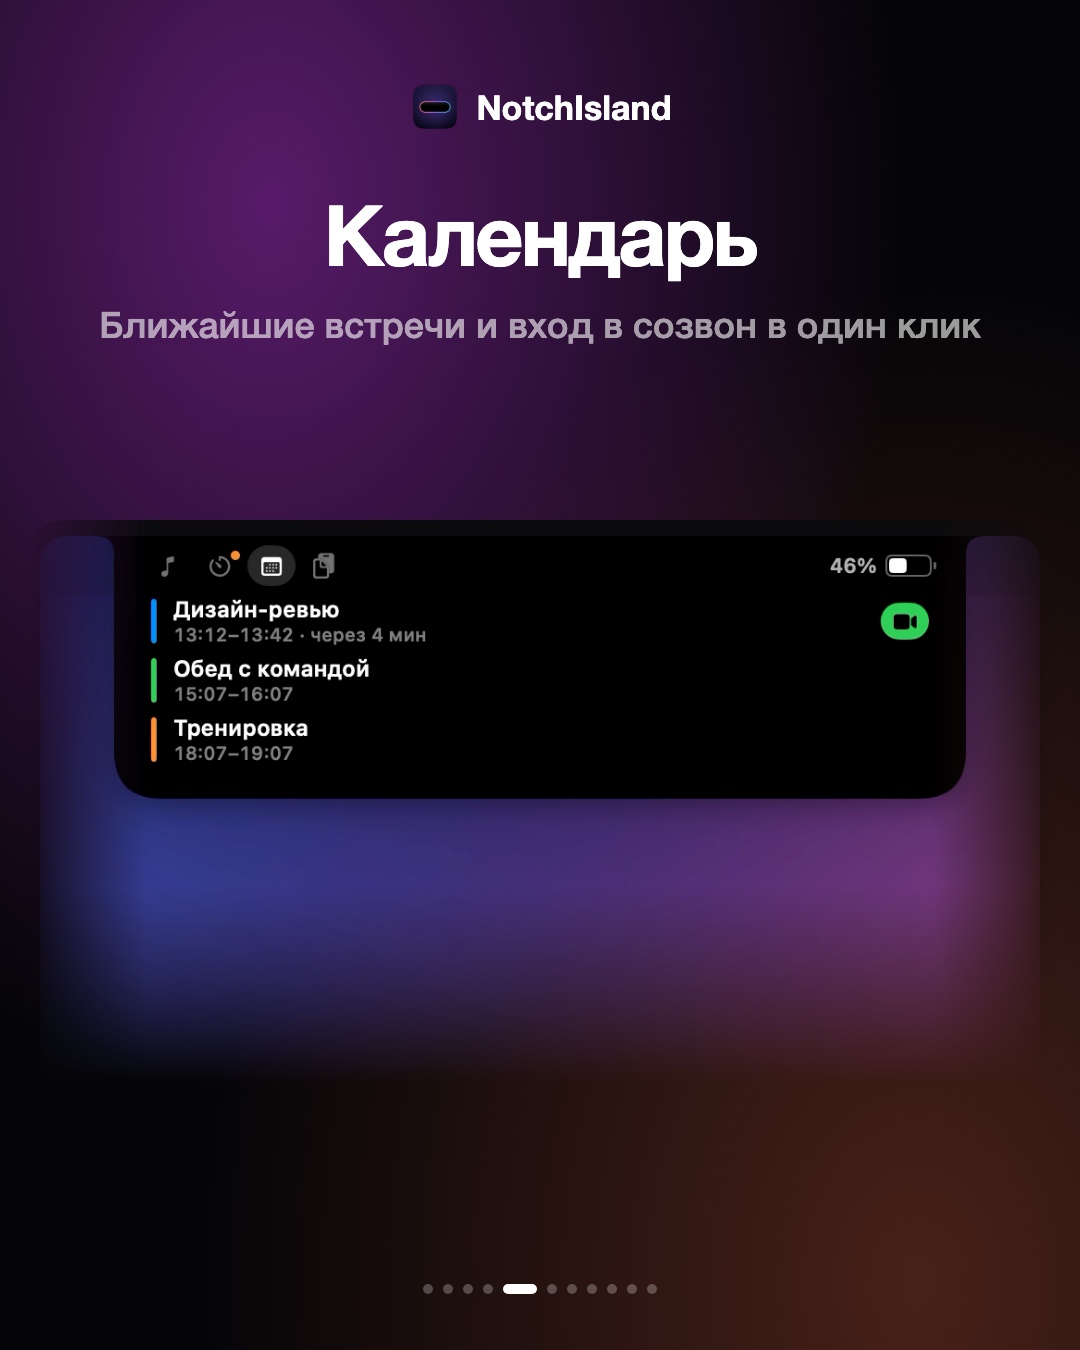 NotchIsland
Календарь
Ближайшие встречи и вход в созвон в один клик
46%
Дизайн-ревью
13:12–13:42 · через 4 мин
Обед с командой
15:07–16:07
Тренировка
18:07–19:07